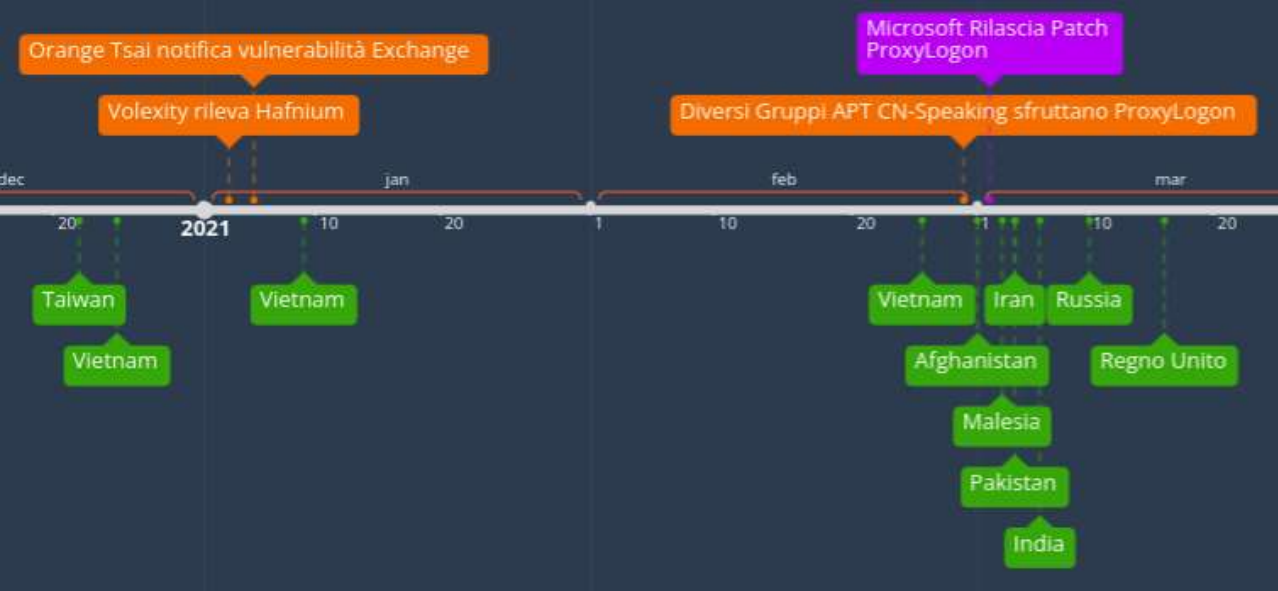 Microsoft Rilascia Patch
ProxyLogon
Orange Tsai notifica vulnerabilità Exchange
Volexity rileva Hafnium
Diversi Gruppi APT CN-Speaking sfruttano ProxyLogon
dec
jan
feb
mar
20
2021
10
20
1
10
20
1
10
20
Taiwan
Vietnam
Vietnam
Iran
Russia
Vietnam
Afghanistan
Regno Unito
Malesia
Pakistan
India